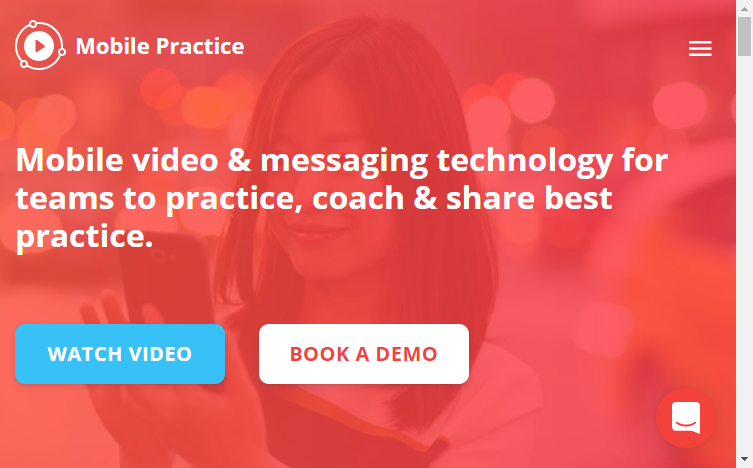 Mobile Practice
Mobile video & messaging technology for
teams to practice, coach & share best
practice.
WATCH VIDEO
BOOK A DEMO